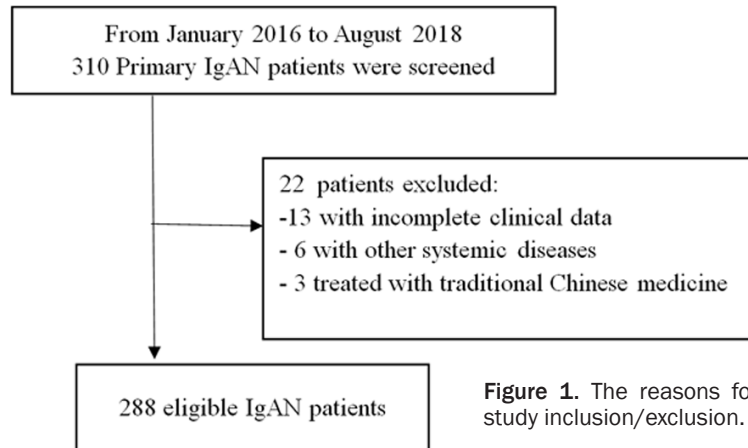 From January 2016 to August 2018
310 Primary IgAN patients were screened
22 patients excluded:
-13 with incomplete clinical data
- 6 with other systemic diseases
- 3 treated with traditional Chinese medicine
288 eligible IgAN patients
Figure 1. The reasons fo
study inclusion/exclusion.